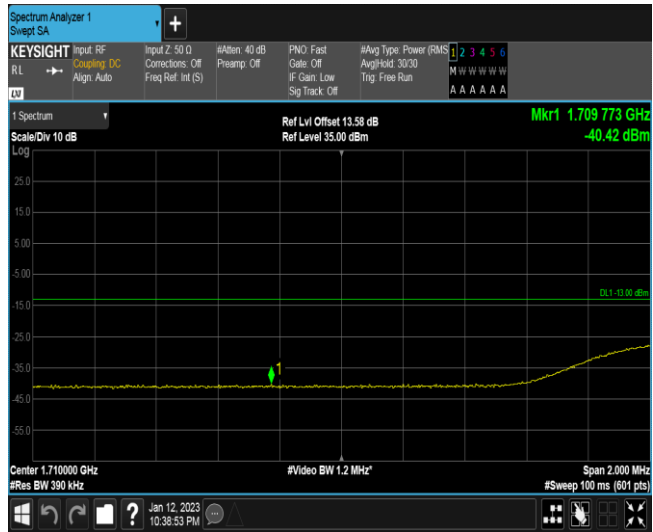 Spectrum Analyzer 1
Swept SA
+
KEYSIGHT
RL
LXI
Input: RF
Coupling: DC
Align: Auto
Input Z: 50 Ω
Corrections: Off
Freq Ref: Int (S)
#Atten: 40 dB
Preamp: Off
PNO: Fast
Gate: Off
IF Gain: Low
Sig Track: Off
#Avg Type: Power (RMS
Avg|Hold: 30/30
Trig: Free Run
1 2 3 4 5 6
M W W W W W
A A A A A A
1 Spectrum
Scale/Div 10 dB
Log
Ref Lvl Offset 13.58 dB
Ref Level 35.00 dBm
Mkr1 1.709 773 GHz
-40.42 dBm
25.0
15.0
5.00
-5.00
DL1 -13.00 dBm
-15.0
-25.0
-35.0
1
-45.0
-55.0
Center 1.710000 GHz
#Res BW 390 kHz
#Video BW 1.2 MHz*
Span 2.000 MHz
#Sweep 100 ms (601 pts)
?
Jan 12, 2023
10:38:53 PM